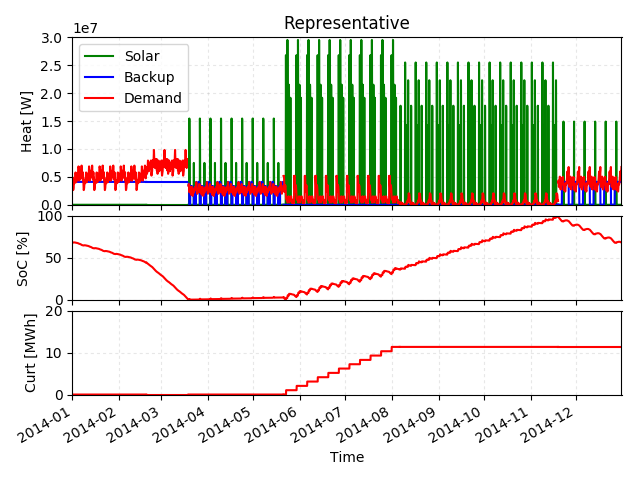 Representative
1e7
Solar
Backup
Demand
3.0
2.5
2.0
1.5
1.0
0.5
0.0
Heat [W]
100
50
0
SoC [%]
20
10
0
Curt [MWh]
2014-01
2014-02
2014-03
2014-04
2014-05
2014-06
2014-07
2014-08
2014-09
2014-10
2014-11
2014-12
Time